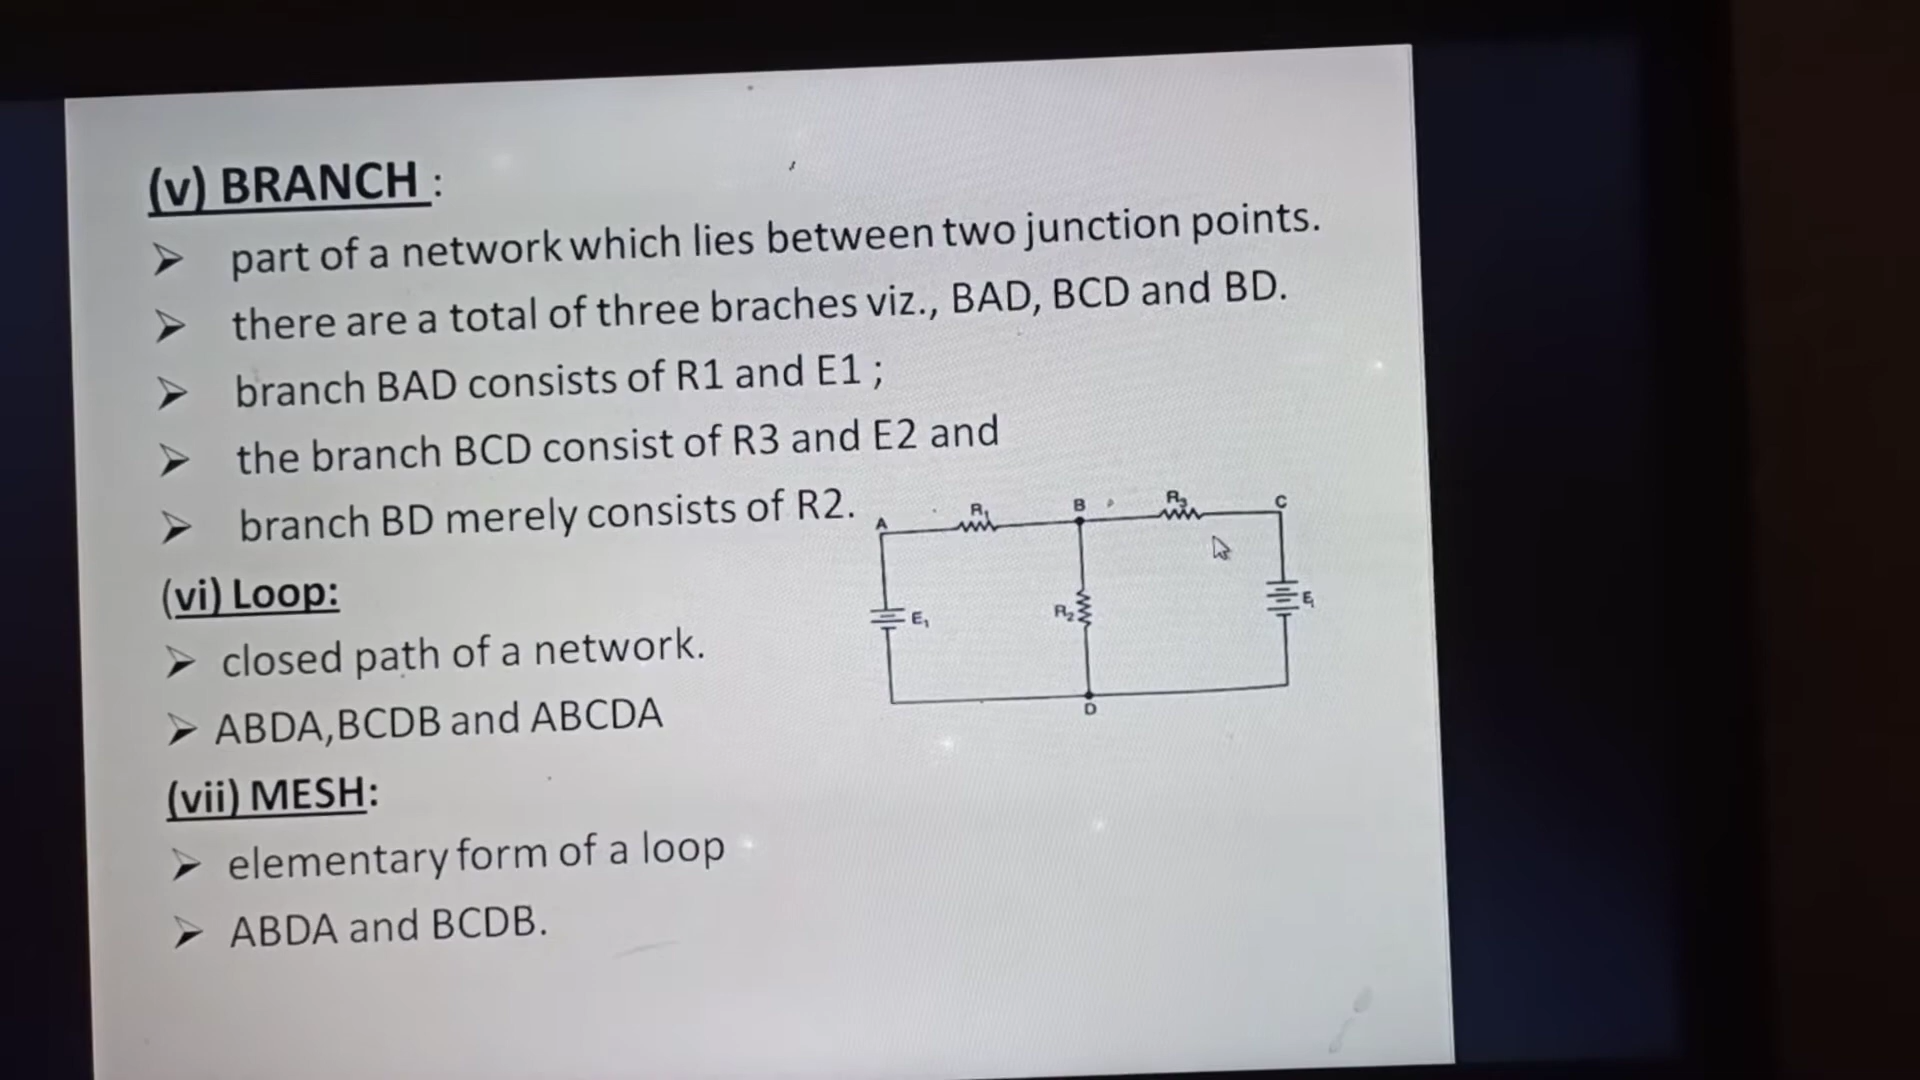 (v) BRANCH :
➢ part of a network which lies between two junction points.
➢ there are a total of three braches viz., BAD, BCD and BD.
➢ branch BAD consists of R1 and E1 ;
➢ the branch BCD consist of R3 and E2 and
➢ branch BD merely consists of R2.
A R₁ B R₃ C
E₁ R₂ E₁
D
(vi) Loop:
➢ closed path of a network.
➢ ABDA,BCDB and ABCDA
(vii) MESH:
➢ elementary form of a loop
➢ ABDA and BCDB.